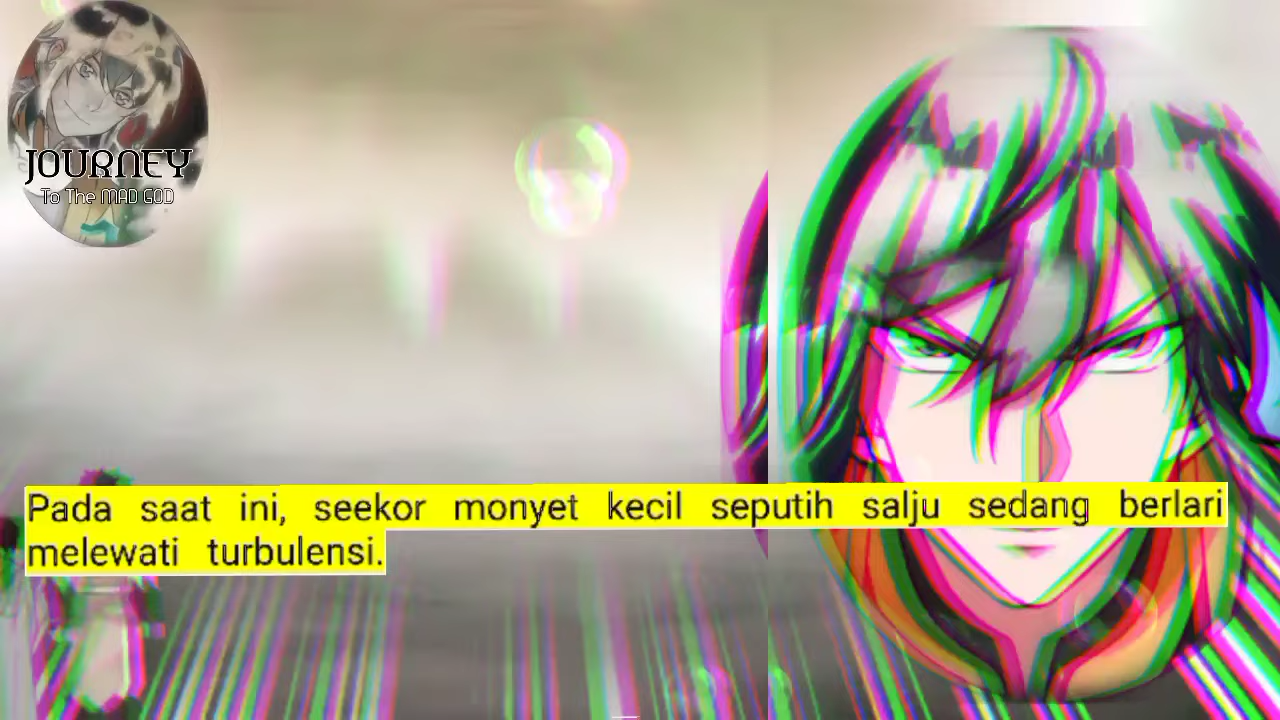 JOURNEY
To The MAD GOD
Pada saat ini, seekor monyet kecil seputih salju sedang berlari
melewati turbulensi.